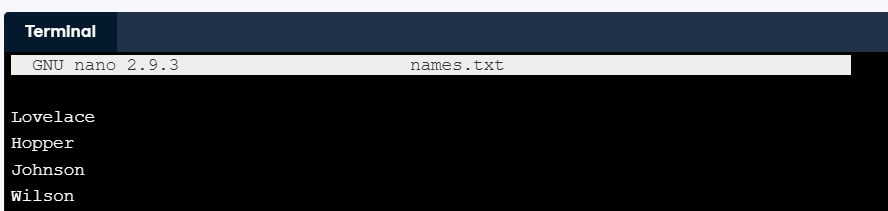 Terminal
GNU nano 2.9.3 names.txt
Lovelace
Hopper
Johnson
Wilson